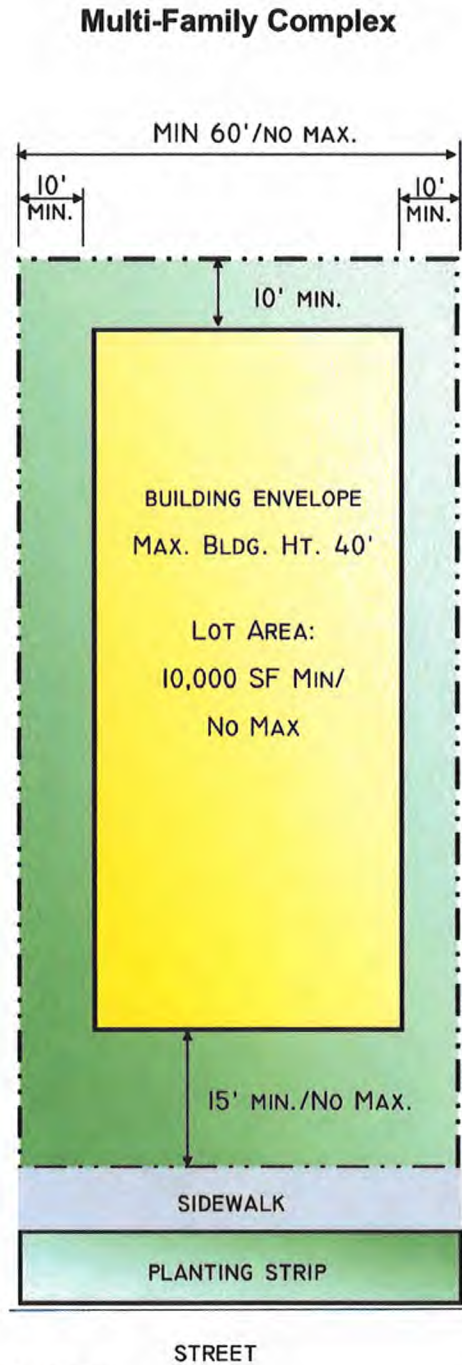 Multi-Family Complex
MIN 60'/NO MAX.
10'
MIN.
10'
MIN.
10' MIN.
BUILDING ENVELOPE
MAX. BLDG. HT. 40'
LOT AREA:
10,000 SF MIN/
NO MAX
15' MIN./NO MAX.
SIDEWALK
PLANTING STRIP
STREET